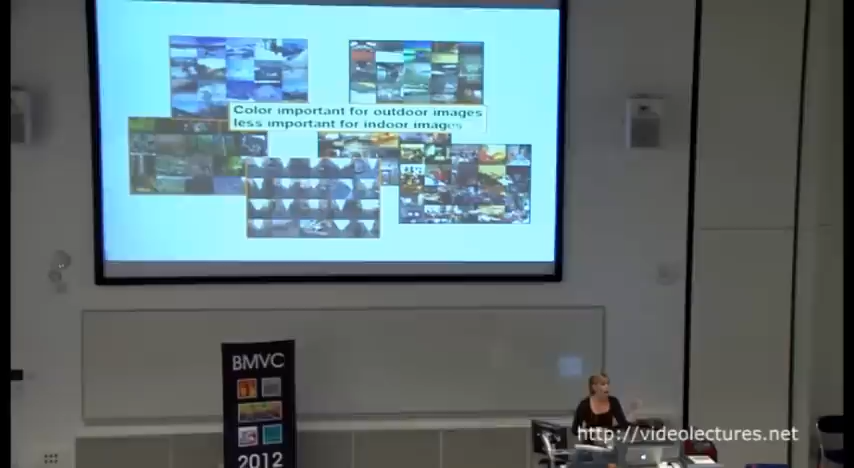 Color important for outdoor images
less important for indoor images
BMVC
2012
http://videolectures.net